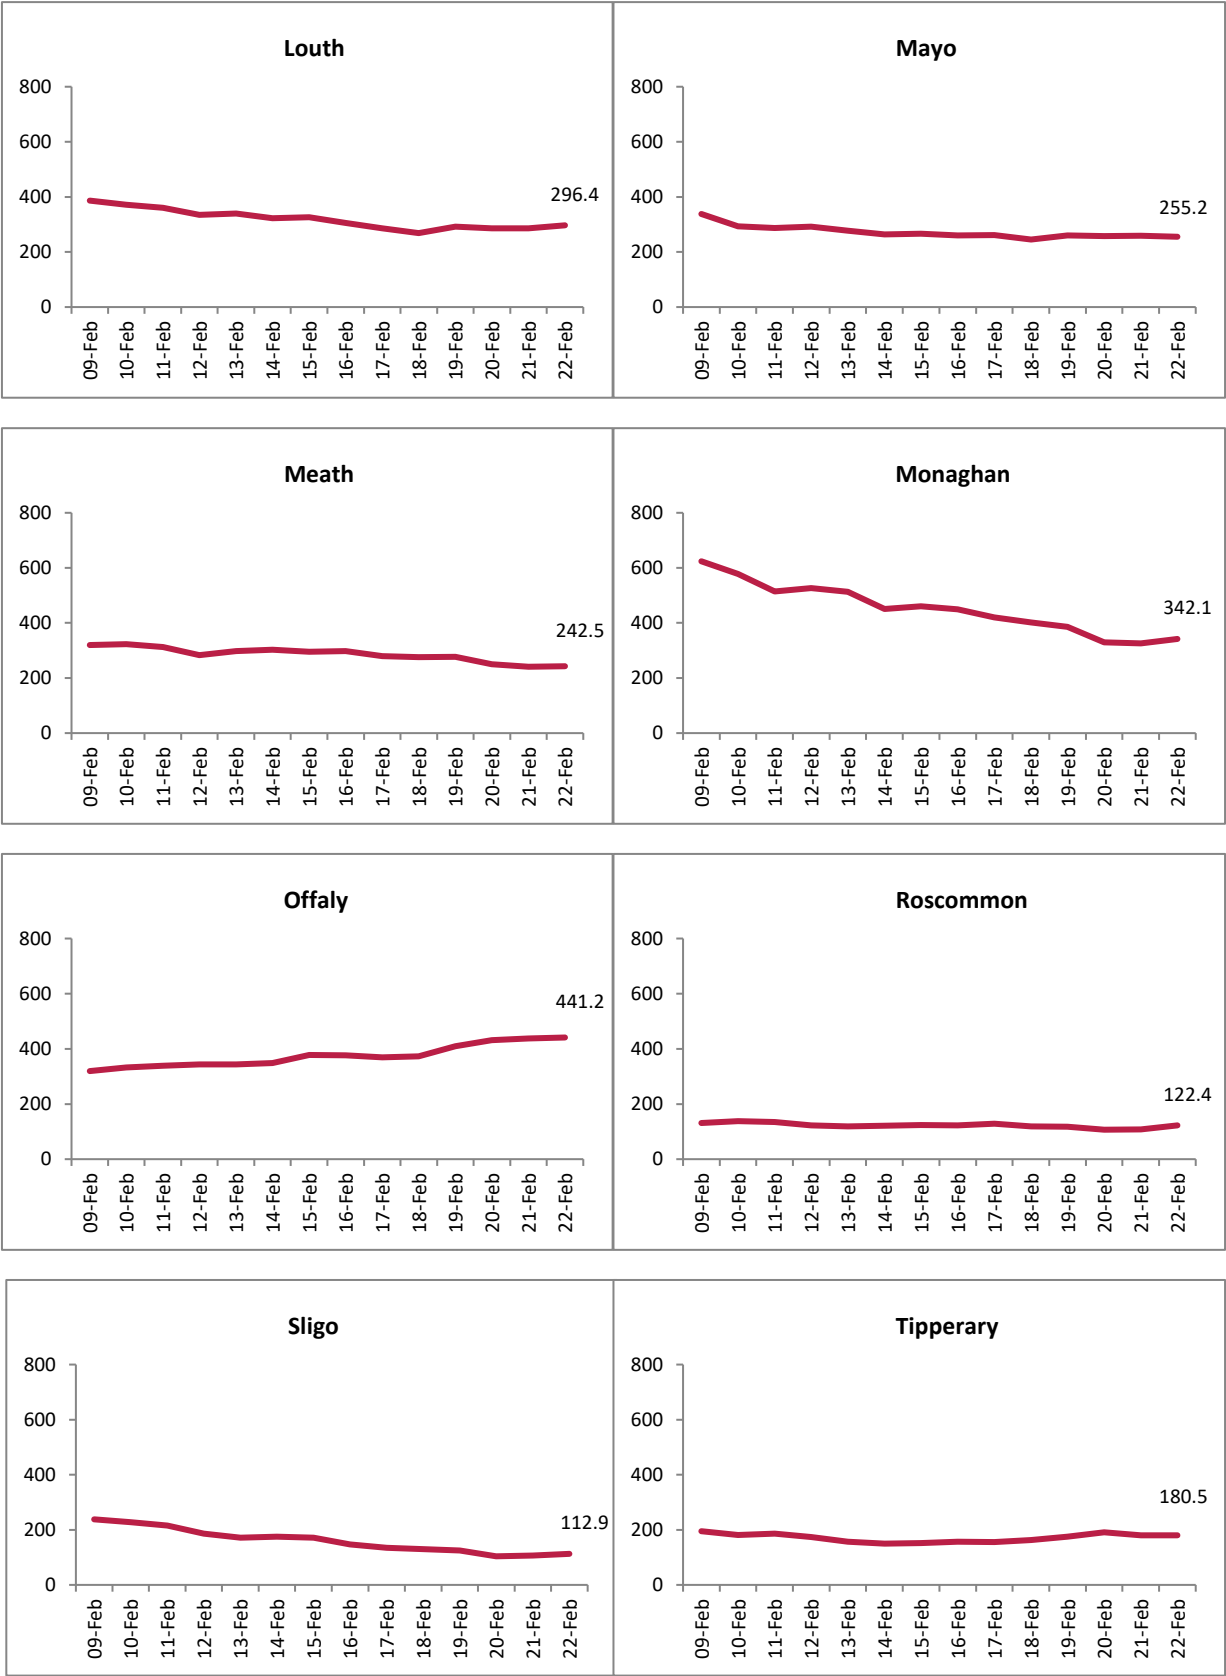 Louth
800
600
400
200
0
296.4
09-Feb
10-Feb
11-Feb
12-Feb
13-Feb
14-Feb
15-Feb
16-Feb
17-Feb
18-Feb
19-Feb
20-Feb
21-Feb
22-Feb
Mayo
800
600
400
200
0
255.2
09-Feb
10-Feb
11-Feb
12-Feb
13-Feb
14-Feb
15-Feb
16-Feb
17-Feb
18-Feb
19-Feb
20-Feb
21-Feb
22-Feb
Meath
800
600
400
200
0
242.5
09-Feb
10-Feb
11-Feb
12-Feb
13-Feb
14-Feb
15-Feb
16-Feb
17-Feb
18-Feb
19-Feb
20-Feb
21-Feb
22-Feb
Monaghan
800
600
400
200
0
342.1
09-Feb
10-Feb
11-Feb
12-Feb
13-Feb
14-Feb
15-Feb
16-Feb
17-Feb
18-Feb
19-Feb
20-Feb
21-Feb
22-Feb
Offaly
800
600
400
200
0
441.2
09-Feb
10-Feb
11-Feb
12-Feb
13-Feb
14-Feb
15-Feb
16-Feb
17-Feb
18-Feb
19-Feb
20-Feb
21-Feb
22-Feb
Roscommon
800
600
400
200
0
122.4
09-Feb
10-Feb
11-Feb
12-Feb
13-Feb
14-Feb
15-Feb
16-Feb
17-Feb
18-Feb
19-Feb
20-Feb
21-Feb
22-Feb
Sligo
800
600
400
200
0
112.9
09-Feb
10-Feb
11-Feb
12-Feb
13-Feb
14-Feb
15-Feb
16-Feb
17-Feb
18-Feb
19-Feb
20-Feb
21-Feb
22-Feb
Tipperary
800
600
400
200
0
180.5
09-Feb
10-Feb
11-Feb
12-Feb
13-Feb
14-Feb
15-Feb
16-Feb
17-Feb
18-Feb
19-Feb
20-Feb
21-Feb
22-Feb